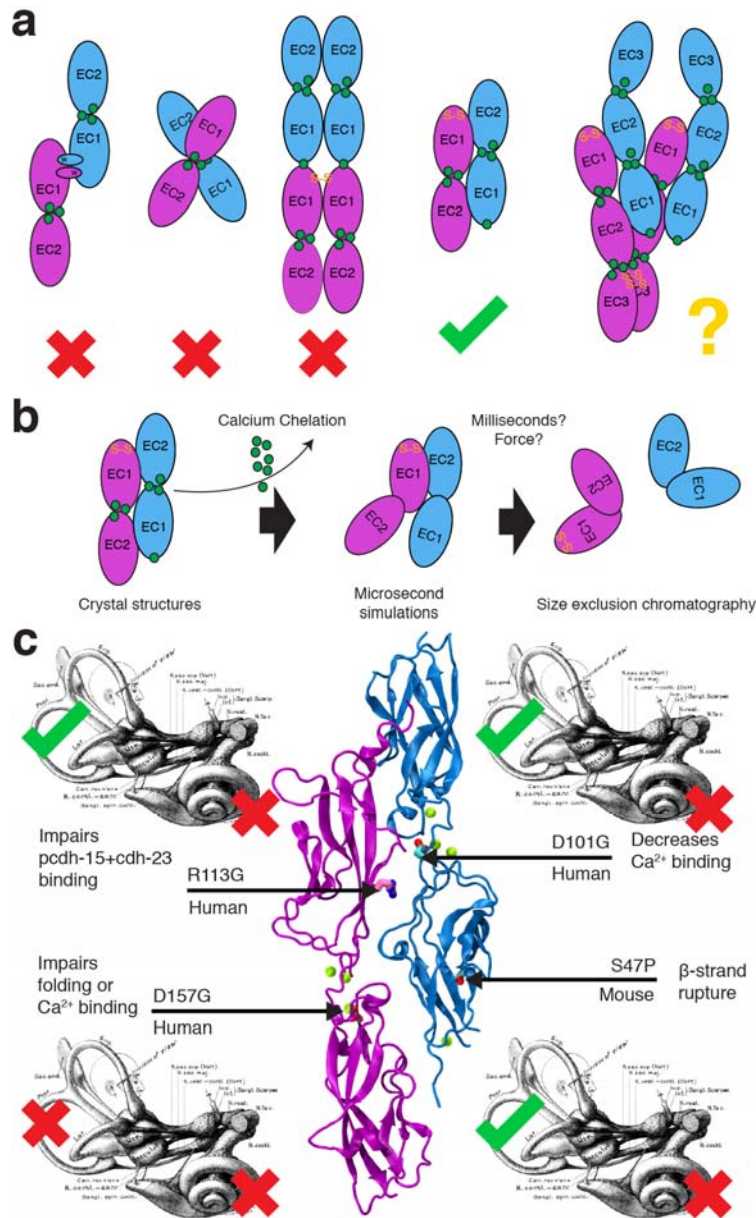 a
EC2
EC1
EC1
EC2
EC2
EC1
EC2
EC1
EC2
EC2
EC1
EC1
S-S
EC1
EC1
EC2
EC2
S-S
EC1
EC2
EC2
EC1
EC3
EC3
S-S
S-S
EC2
EC2
EC1
EC1
EC2
EC1
EC1
EC3
?
b
Calcium Chelation
Milliseconds?
Force?
S-S
EC1
EC2
EC2
EC1
S-S
EC1
EC2
EC2
EC1
EC2
EC1
S-S
EC2
EC1
Crystal structures
Microsecond
simulations
Size exclusion chromatography
c
Impairs
pcdh-15+cdh-23
binding
R113G
Human
D101G
Human
Decreases
Ca²⁺ binding
Impairs
folding or
Ca²⁺ binding
D157G
Human
S47P
Mouse
β-strand
rupture